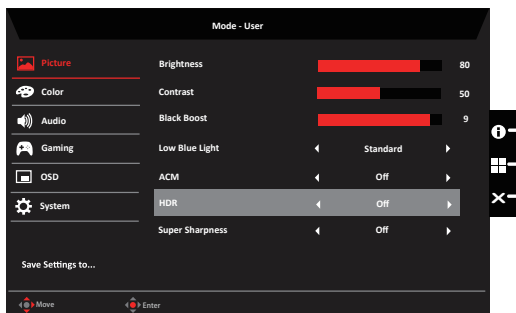 Mode - User
Picture
Brightness 80
Color
Contrast 50
Audio
Black Boost 9
Gaming
Low Blue Light Standard
OSD
ACM Off
System
HDR Off
Super Sharpness Off
Save Settings to...
Move Enter